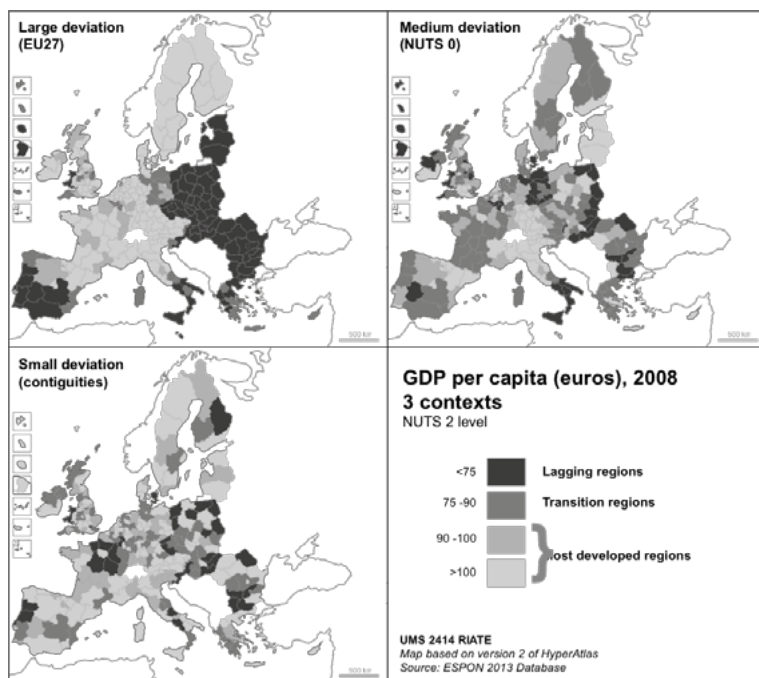 Large deviation
(EU27)
500 km
Medium deviation
(NUTS 0)
500 km
Small deviation
(contiguities)
500 km
GDP per capita (euros), 2008
3 contexts
NUTS 2 level
<75 Lagging regions
75 -90 Transition regions
90 -100
ost developed regions
>100
UMS 2414 RIATE
Map based on version 2 of HyperAtlas
Source: ESPON 2013 Database